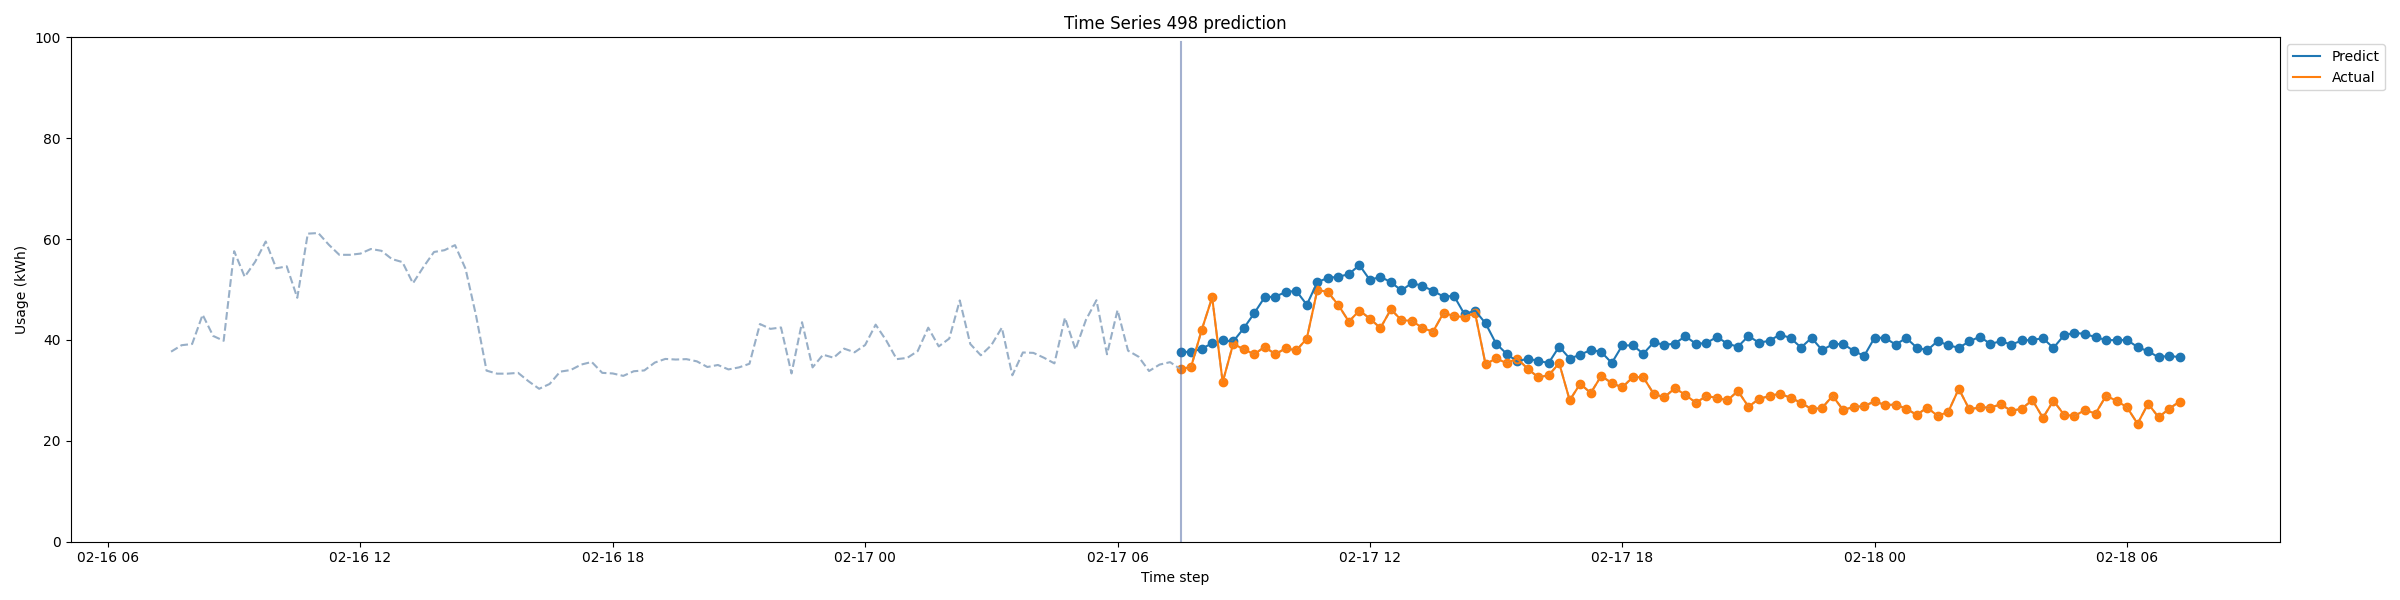 Time Series 498 prediction
100
80
60
40
20
0
Usage (kWh)
Predict
Actual
02-16 06 02-16 12 02-16 18 02-17 00 02-17 06 02-17 12 02-17 18 02-18 00 02-18 06
Time step